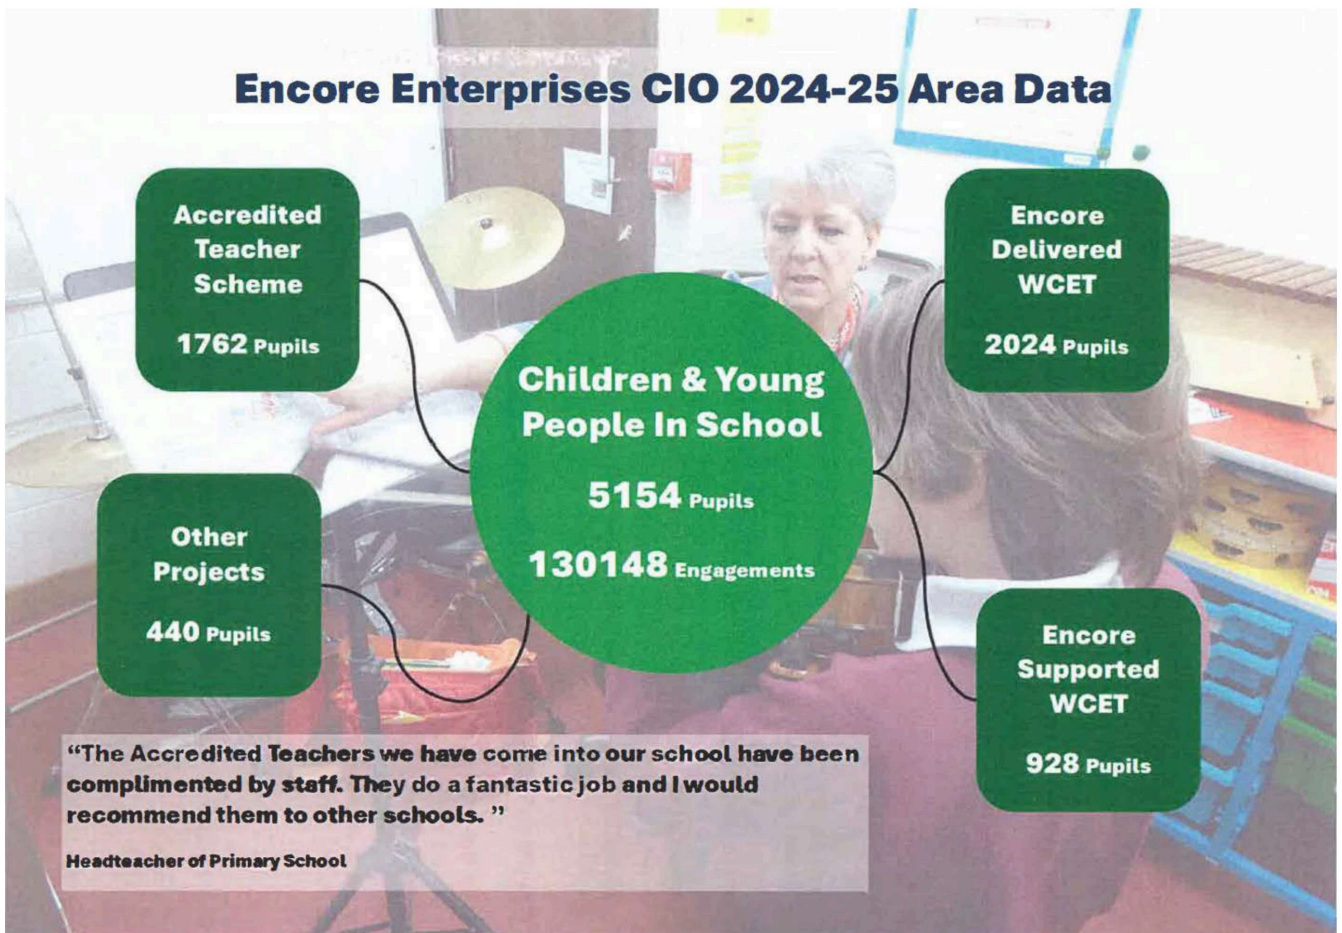 Encore Enterprises CIO 2024-25 Area Data
Accredited
Teacher
Scheme
1762 Pupils
Encore
Delivered
WCET
2024 Pupils
Children & Young
People In School
5154 Pupils
130148 Engagements
Other
Projects
440 Pupils
Encore
Supported
WCET
928 Pupils
“The Accredited Teachers we have come into our school have been
complimented by staff. They do a fantastic job and I would
recommend them to other schools. ”
Headteacher of Primary School